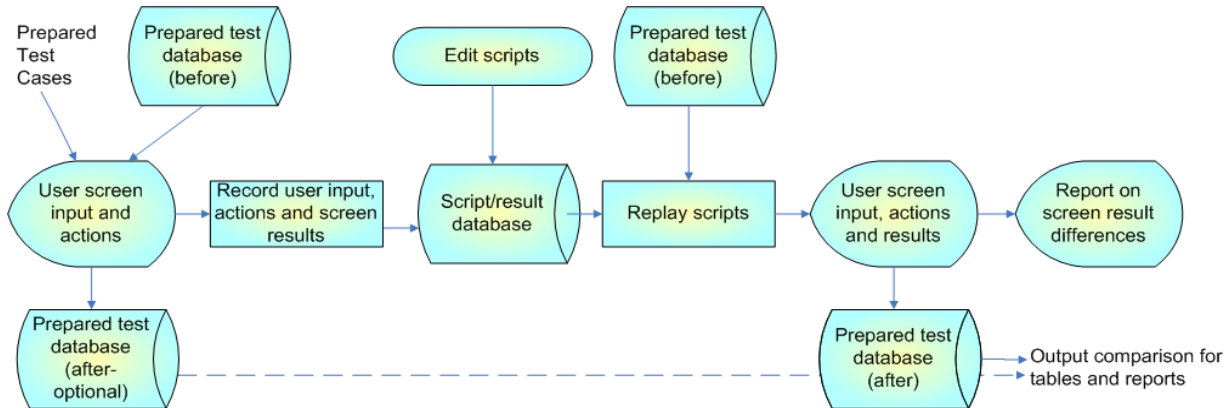 Prepared
Test
Cases
Prepared test
database
(before)
Edit scripts
Prepared test
database
(before)
User screen
input and
actions
Record user input,
actions and screen
results
Script/result
database
Replay scripts
User screen
input, actions
and results
Report on
screen result
differences
Prepared test
database
(after-
optional)
Prepared test
database
(after)
Output comparison for
tables and reports